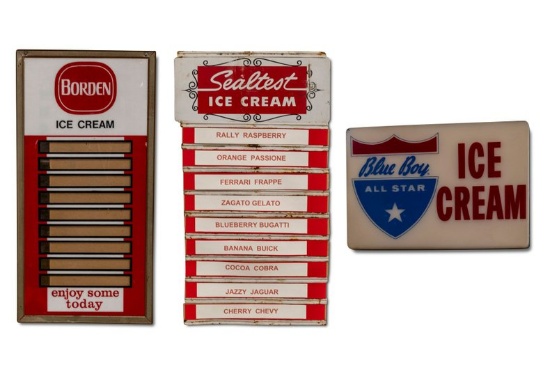 BORDEN
ICE CREAM
enjoy some
today
Sealtest
ICE CREAM
RALLY RASPBERRY
ORANGE PASSIONE
FERRARI FRAPPE
ZAGATO GELATO
BLUEBERRY BUGATTI
BANANA BUICK
COCOA COBRA
JAZZY JAGUAR
CHERRY CHEVY
Blue Boy
ALL STAR
ICE
CREAM